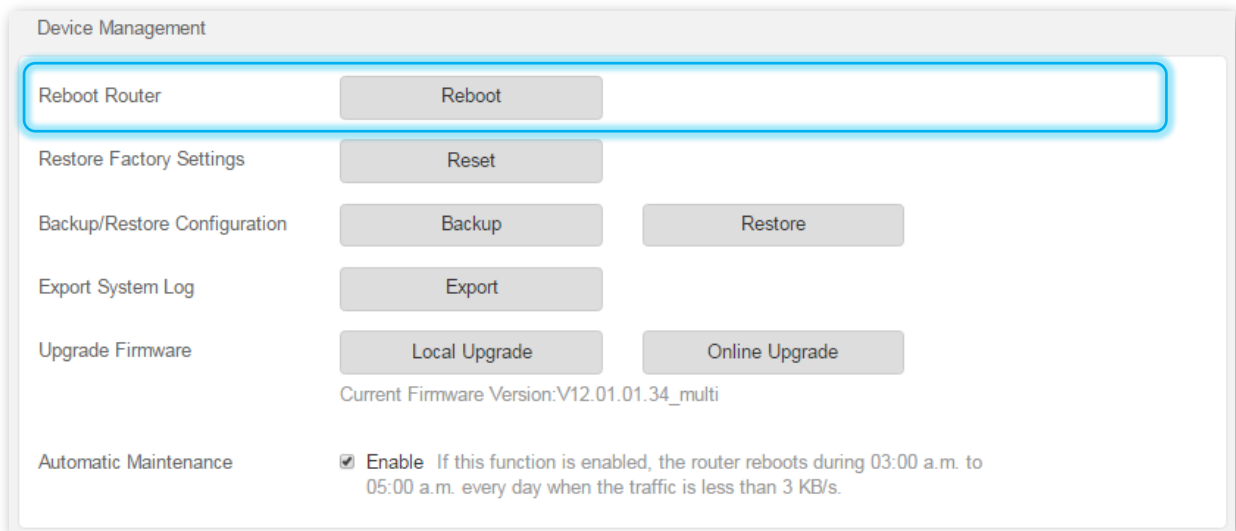 Device Management
Reboot Router Reboot
Restore Factory Settings Reset
Backup/Restore Configuration Backup Restore
Export System Log Export
Upgrade Firmware Local Upgrade Online Upgrade
Current Firmware Version:V12.01.01.34_multi
Automatic Maintenance Enable If this function is enabled, the router reboots during 03:00 a.m. to
05:00 a.m. every day when the traffic is less than 3 KB/s.